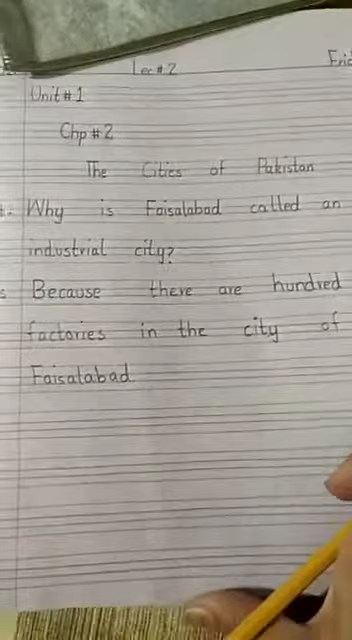 Lec # 2
Unit # 1
Chp # 2
The Cities of Pakistan
Why is Faisalabad called an
industrial city?
Because there are hundred
factories in the city of
Faisalabad